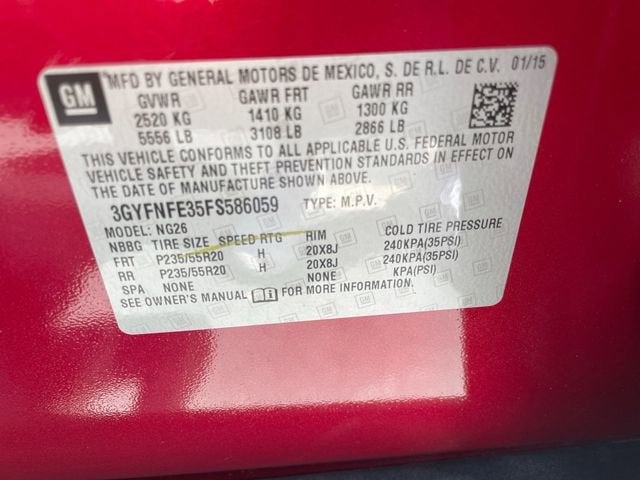 GM MFD BY GENERAL MOTORS DE MEXICO, S. DE R.L. DE C.V. 01/15
GVWR GAWR FRT GAWR RR
2520 KG 1410 KG 1300 KG
5556 LB 3108 LB 2866 LB
THIS VEHICLE CONFORMS TO ALL APPLICABLE U.S. FEDERAL MOTOR
VEHICLE SAFETY AND THEFT PREVENTION STANDARDS IN EFFECT ON
THE DATE OF MANUFACTURE SHOWN ABOVE.
3GYFNFE35FS586059 TYPE: M.P.V.
MODEL: NG26
NBBG TIRE SIZE SPEED RTG RIM COLD TIRE PRESSURE
FRT P235/55R20 H 20X8J 240KPA(35PSI)
RR P235/55R20 H 20X8J 240KPA(35PSI)
SPA NONE NONE KPA(PSI)
SEE OWNER'S MANUAL FOR MORE INFORMATION.